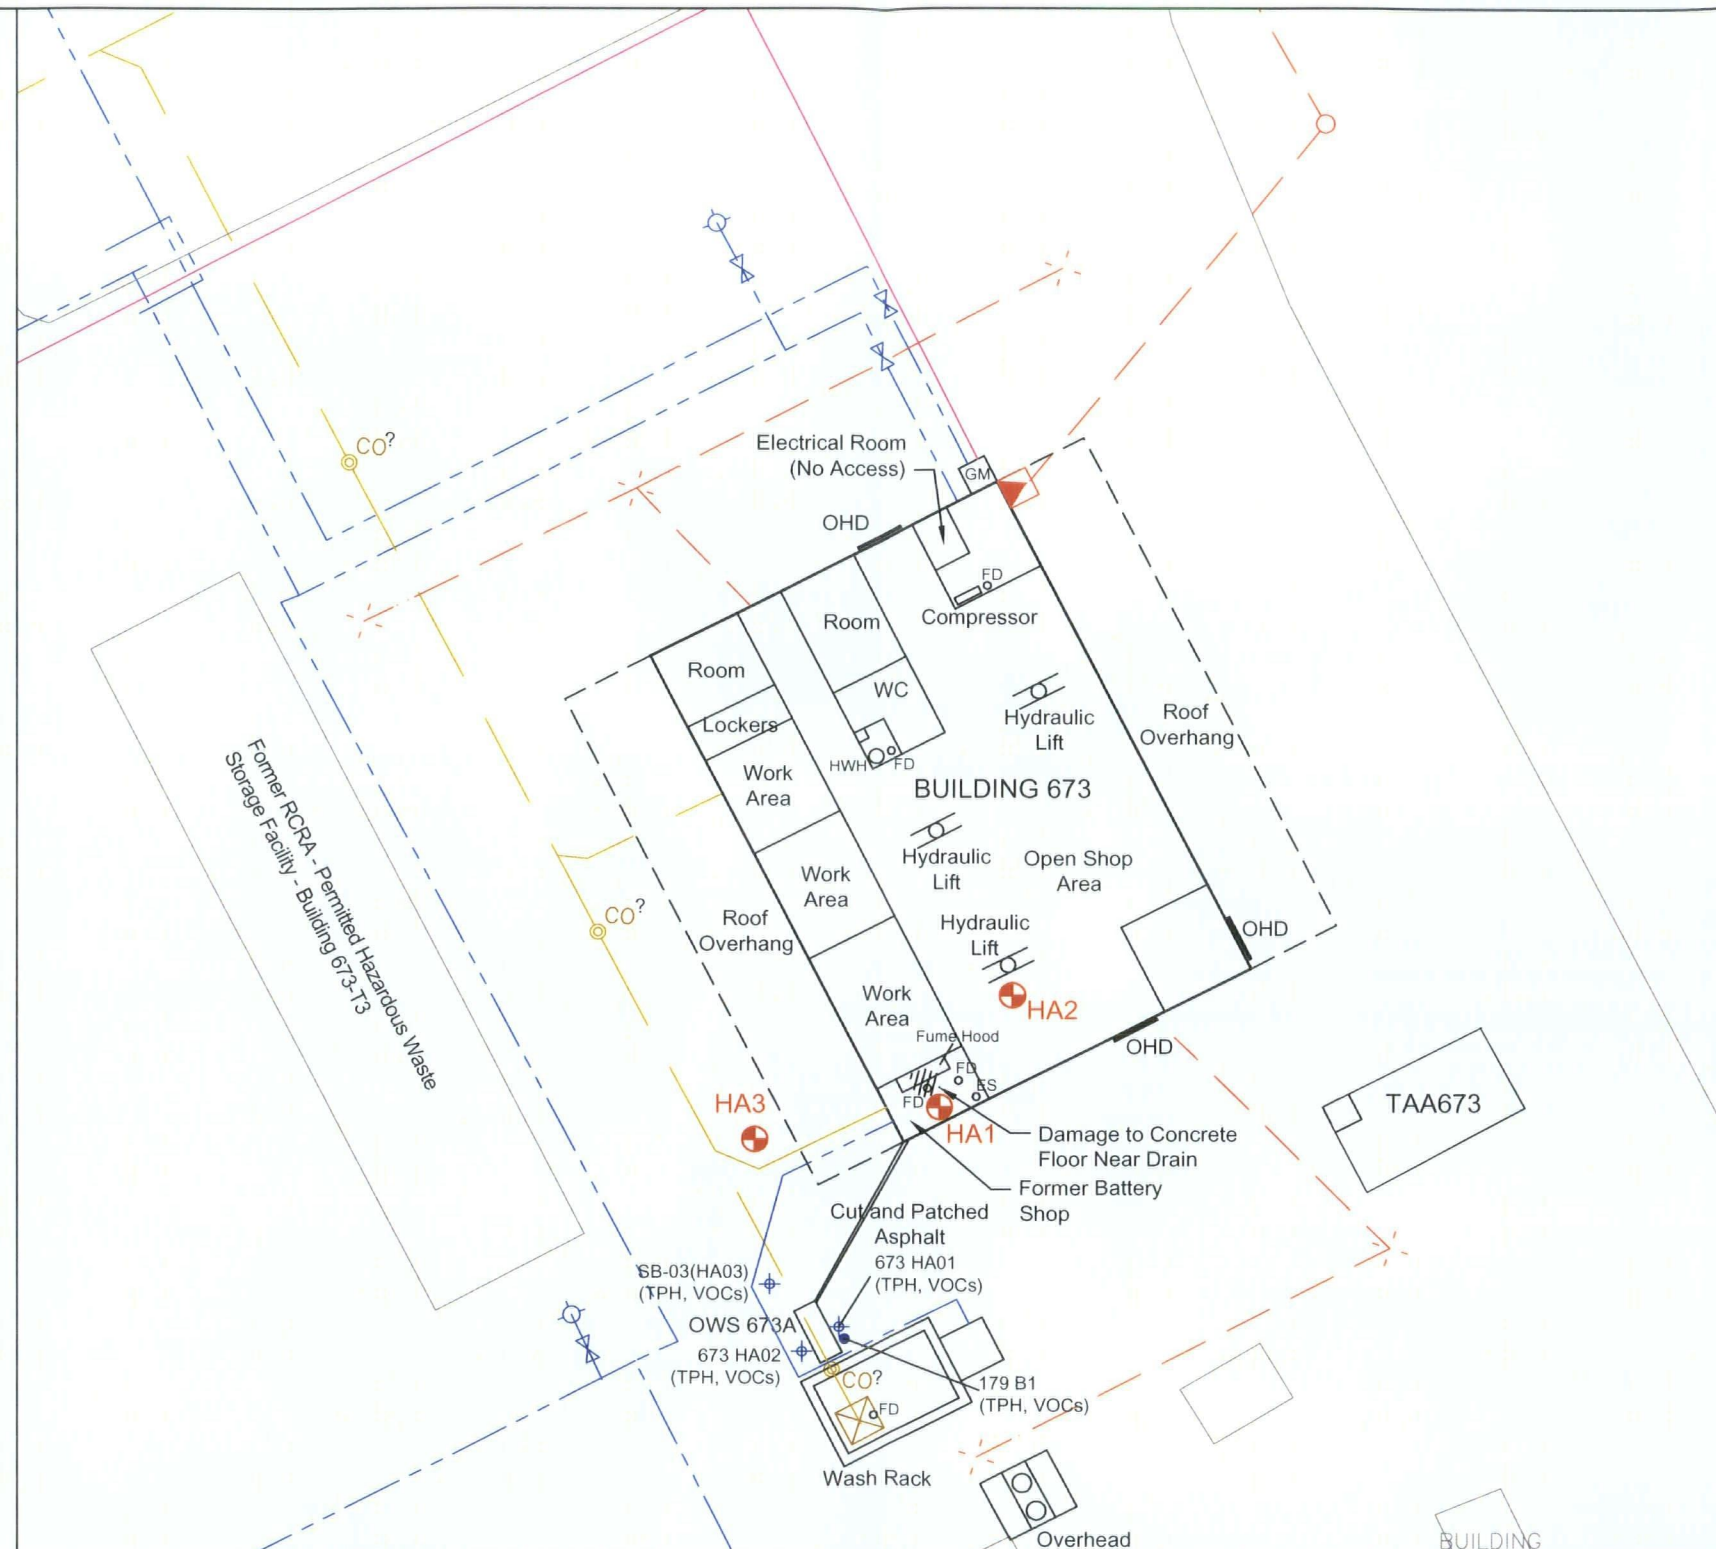 CO?
Electrical Room
(No Access)
GM
OHD
FD
Compressor
Room
Room
WC
Lockers
HWH
FD
Hydraulic
Lift
Roof
Overhang
Work
Area
BUILDING 673
Hydraulic
Lift
Open Shop
Area
Work
Area
CO?
Roof
Overhang
Hydraulic
Lift
OHD
Work
Area
HA2
Fume Hood
OHD
FD
ES
FD
HA3
HA1
TAA673
Damage to Concrete
Floor Near Drain
Former Battery
Shop
Former RCRA - Permitted Hazardous Waste
Storage Facility - Building 673-T3
Cut and Patched
Asphalt
673 HA01
(TPH, VOCs)
SB-03(HA03)
(TPH, VOCs)
OWS 673A
673 HA02
(TPH, VOCs)
CO?
179 B1
(TPH, VOCs)
FD
Wash Rack
Overhead
BUILDING